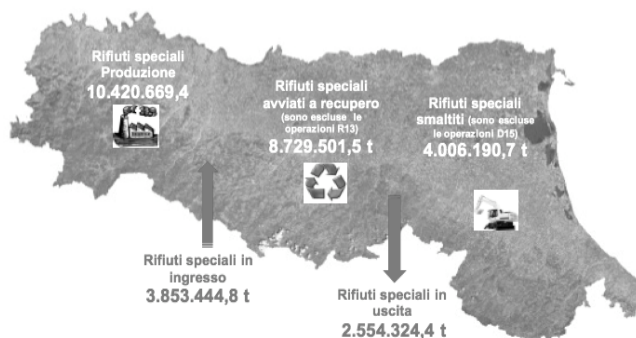 Rifiuti speciali
Produzione
10.420.669,4
Rifiuti speciali
avviati a recupero
(sono escluse le
operazioni R13)
8.729.501,5 t
Rifiuti speciali
smaltiti (sono escluse
le operazioni D15)
4.006.190,7 t
Rifiuti speciali in
ingresso
3.853.444,8 t
Rifiuti speciali in
uscita
2.554.324,4 t